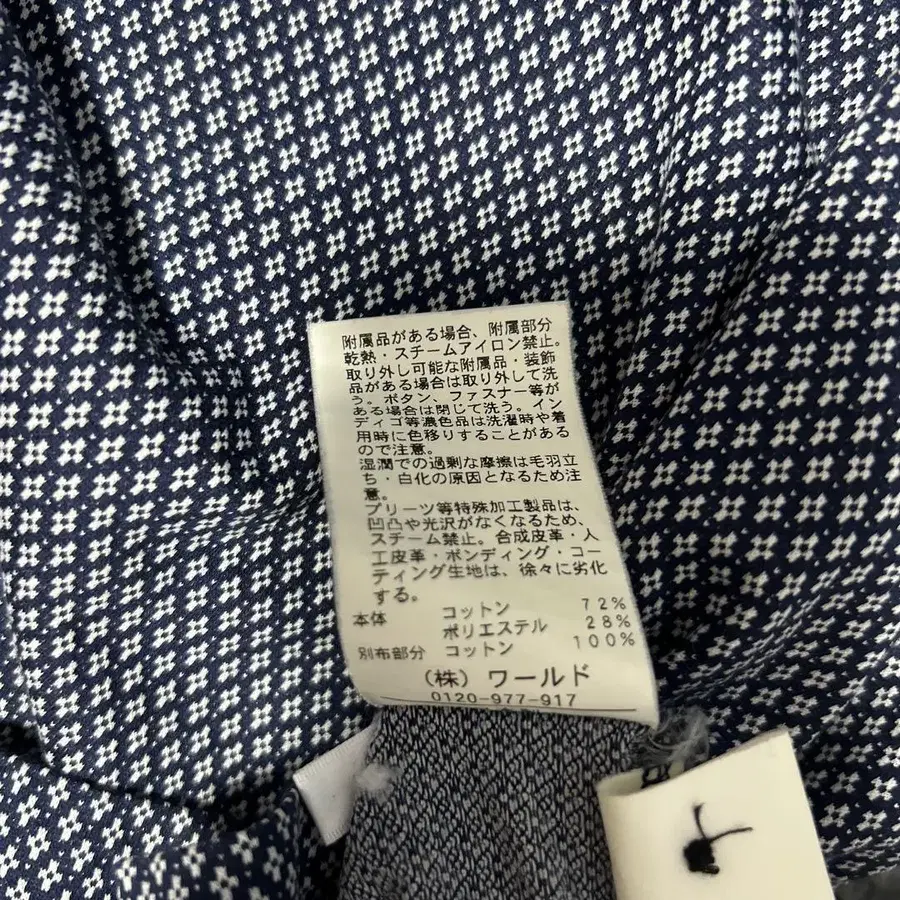 附属品がある場合、附属部分
乾熱・スチームアイロン禁止。
取り外し可能な附属品・装飾
品がある場合は取り外して洗
う。ボタン、ファスナー等が
ある場合は閉じて洗う。イン
ディゴ等濃色品は洗濯時や着
用時に色移りすることがある
ので注意。
湿潤での過剰な摩擦は毛羽立
ち・白化の原因となるため注
意。
プリーツ等特殊加工製品は、
凹凸や光沢がなくなるため、
スチーム禁止。合成皮革・人
工皮革・ボンディング・コー
ティング生地は、徐々に劣化
する。
本体 コットン 72%
ポリエステル 28%
別布部分 コットン 100%
(株) ワールド
0120-977-917